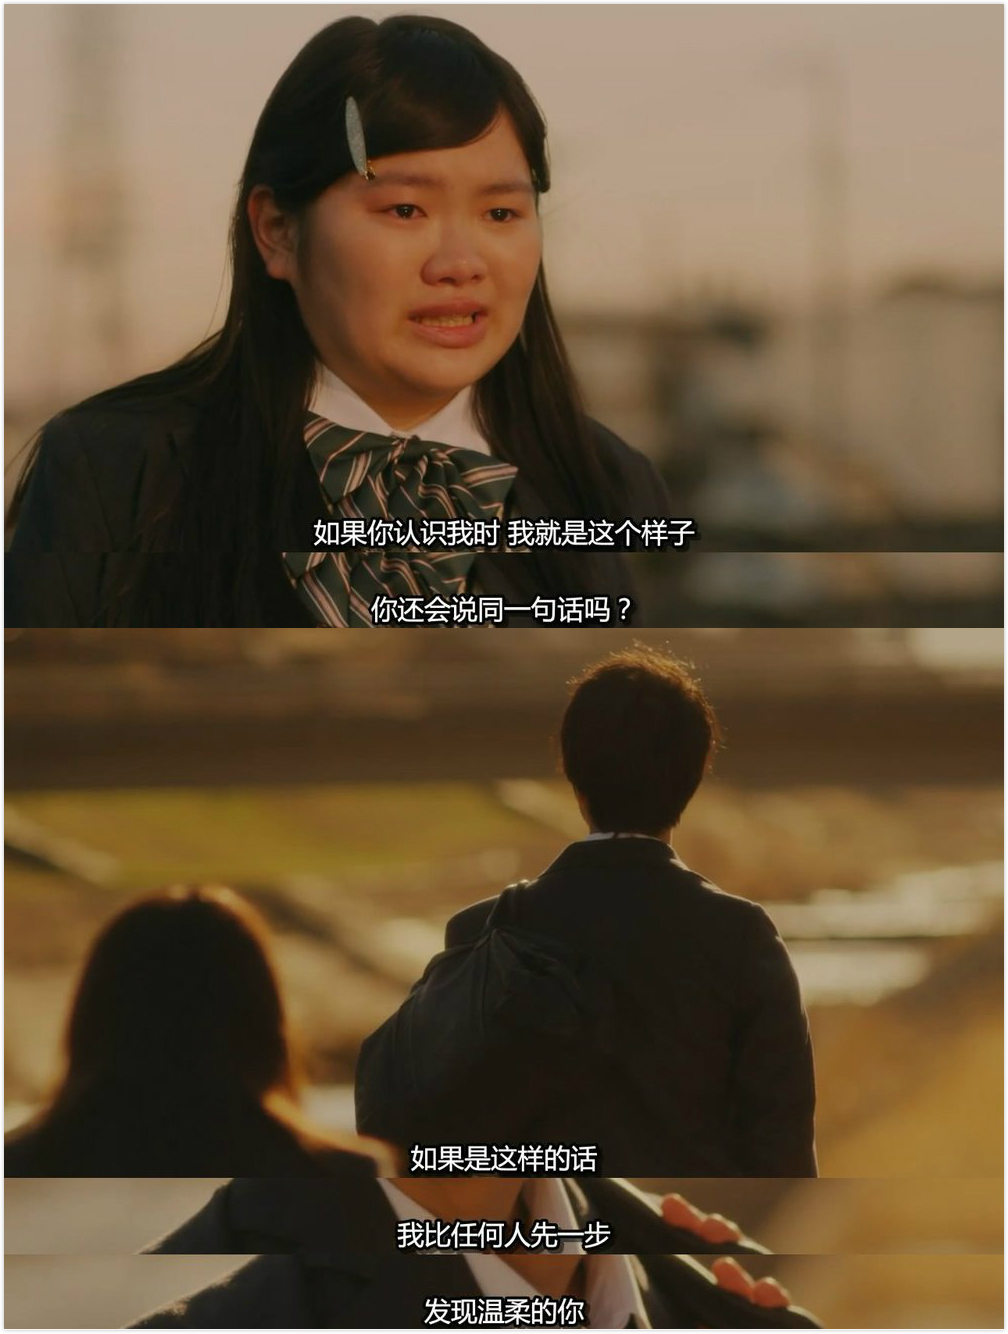 如果你认识我时 我就是这个样子
你还会说同一句话吗？
如果是这样的话
我比任何人先一步
发现温柔的你